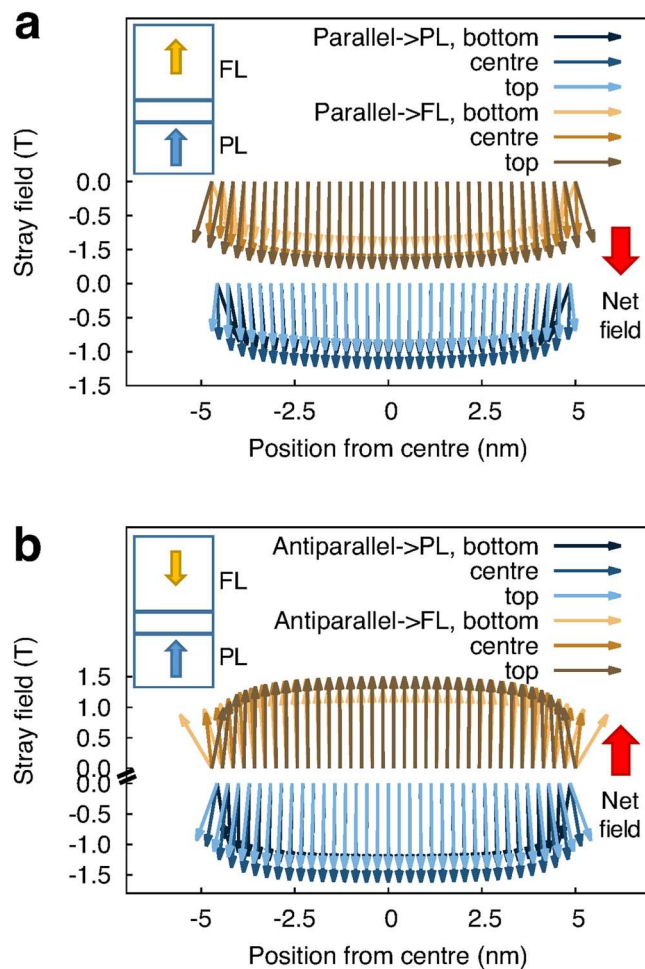 a
FL
PL
Parallel->PL, bottom
centre
top
Parallel->FL, bottom
centre
top
Stray field (T)
0.0
-0.5
-1.5
0.0
-0.5
-1.0
-1.5
Net
field
-5
-2.5
0
2.5
5
Position from centre (nm)
b
FL
PL
Antiparallel->PL, bottom
centre
top
Antiparallel->FL, bottom
centre
top
Stray field (T)
1.5
1.0
0.5
0.0
0.0
-0.5
-1.0
-1.5
Net
field
-5
-2.5
0
2.5
5
Position from centre (nm)